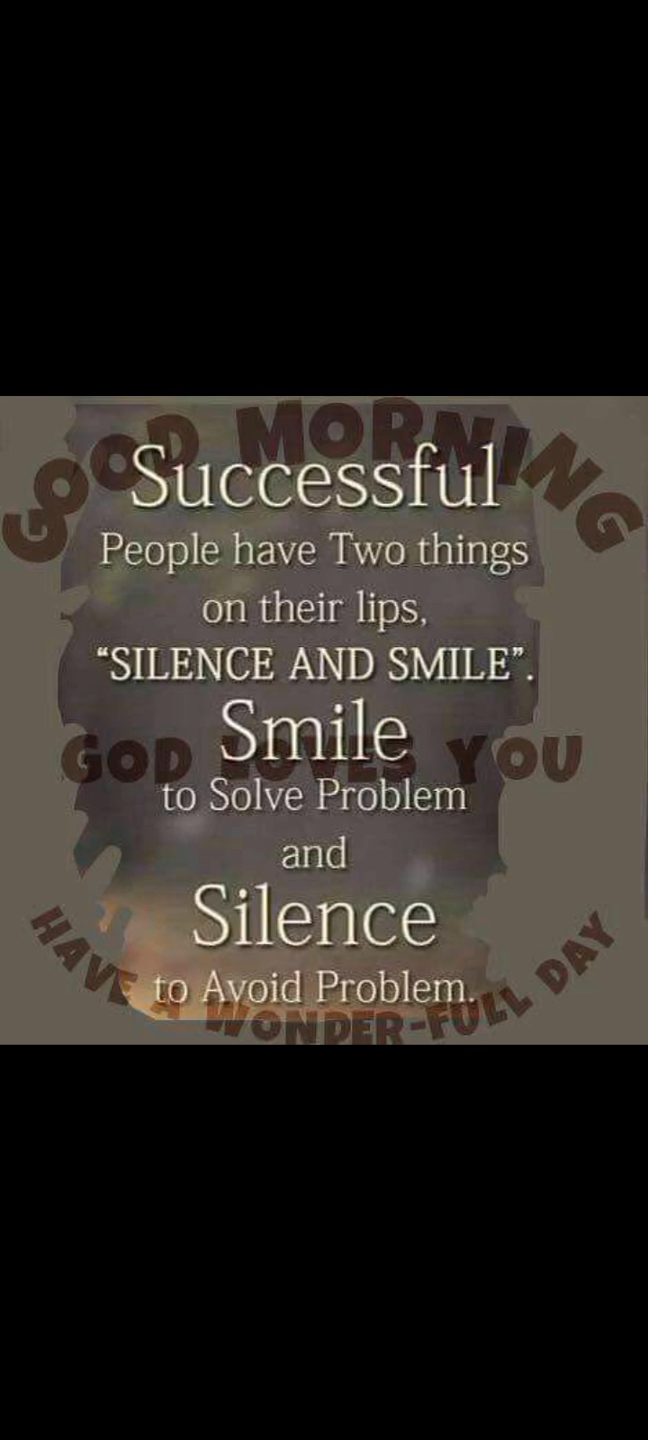 GOOD MORNING
Successful
People have Two things
on their lips,
“SILENCE AND SMILE”.
Smile
GOD LOVES YOU
to Solve Problem
and
Silence
to Avoid Problem.
HAVE A WONDER-FULL DAY